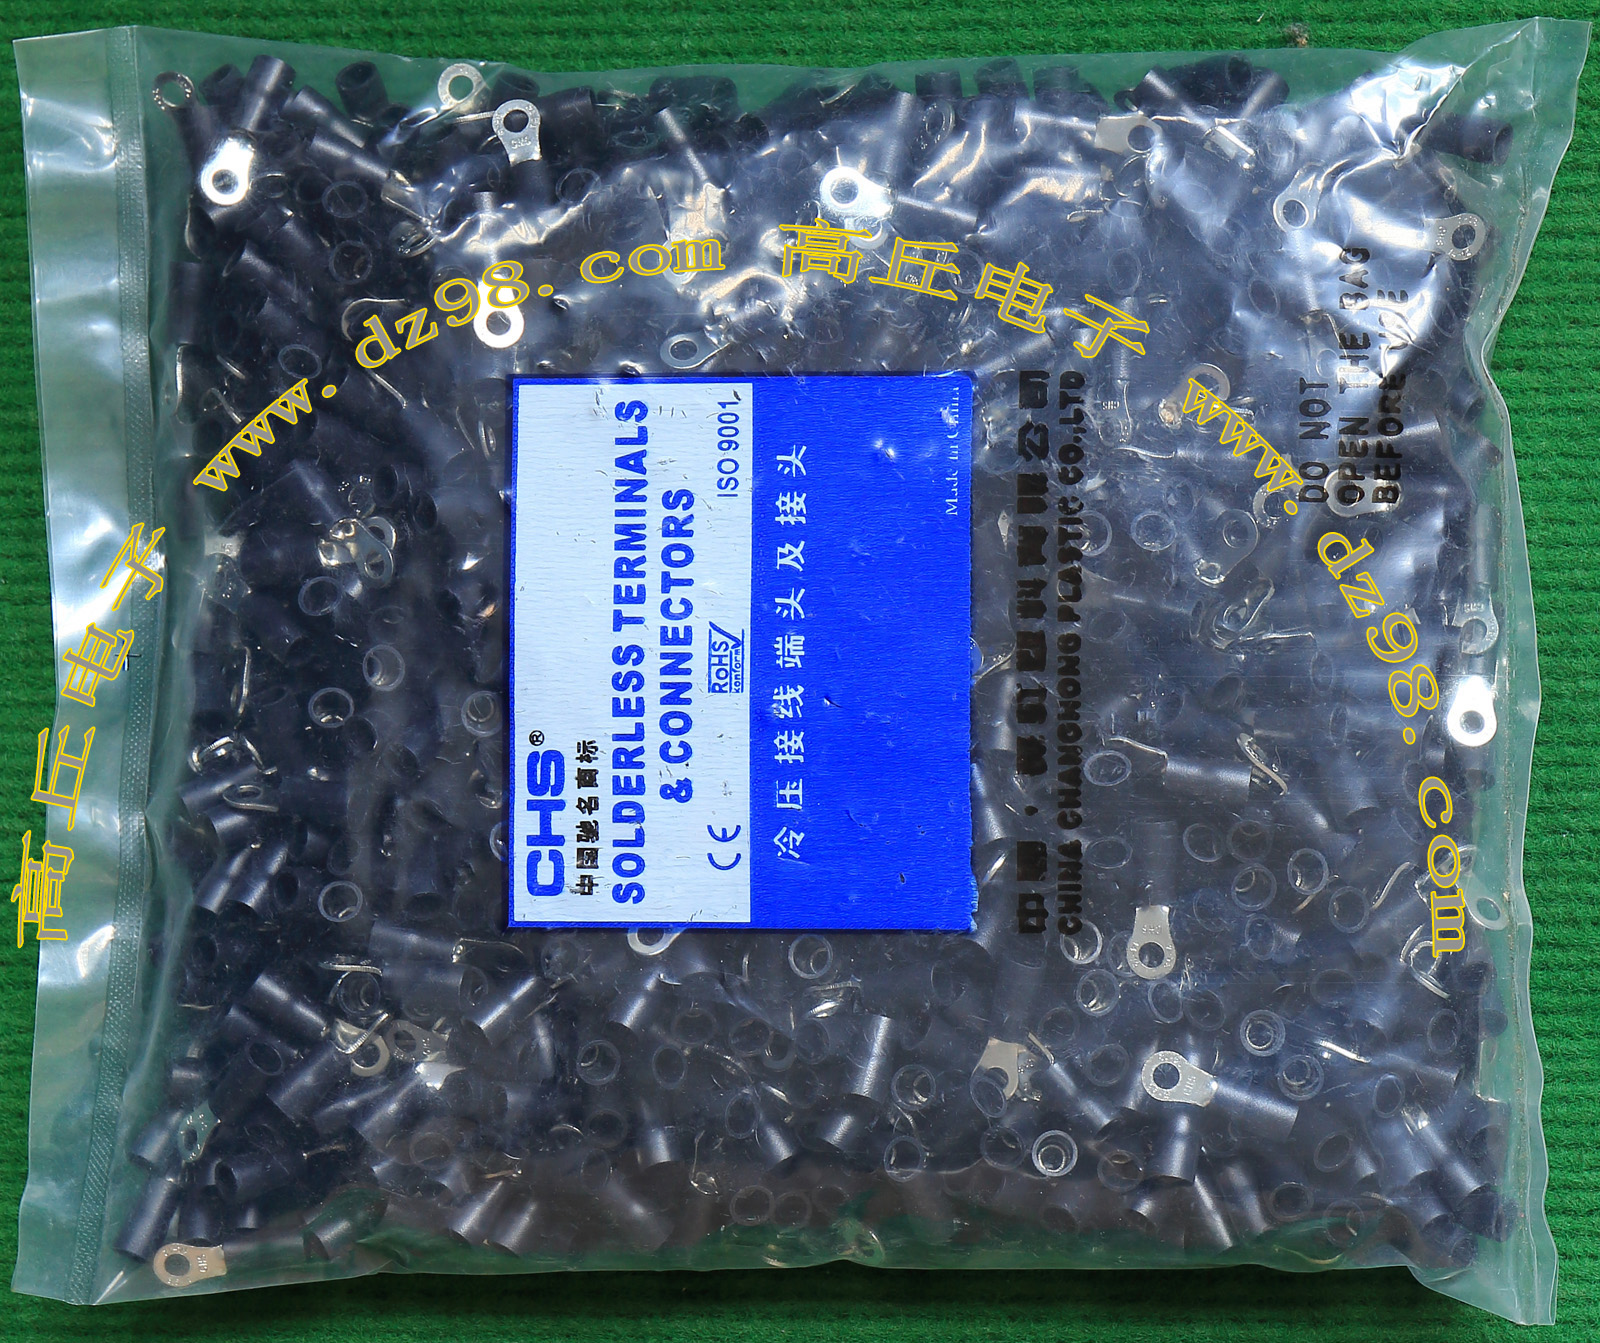 CHS®
中国驰名商标
SOLDERLESS TERMINALS
& CONNECTORS
CE RoHS konform ISO 9001
冷压接线端头及接头
Made in China
CHINA CHANGHONG PLASTIC CO.,LTD
DO NOT
OPEN THE BAG
BEFORE USE
www.dz98.com 高丘电子
www.dz98.com
高丘电子